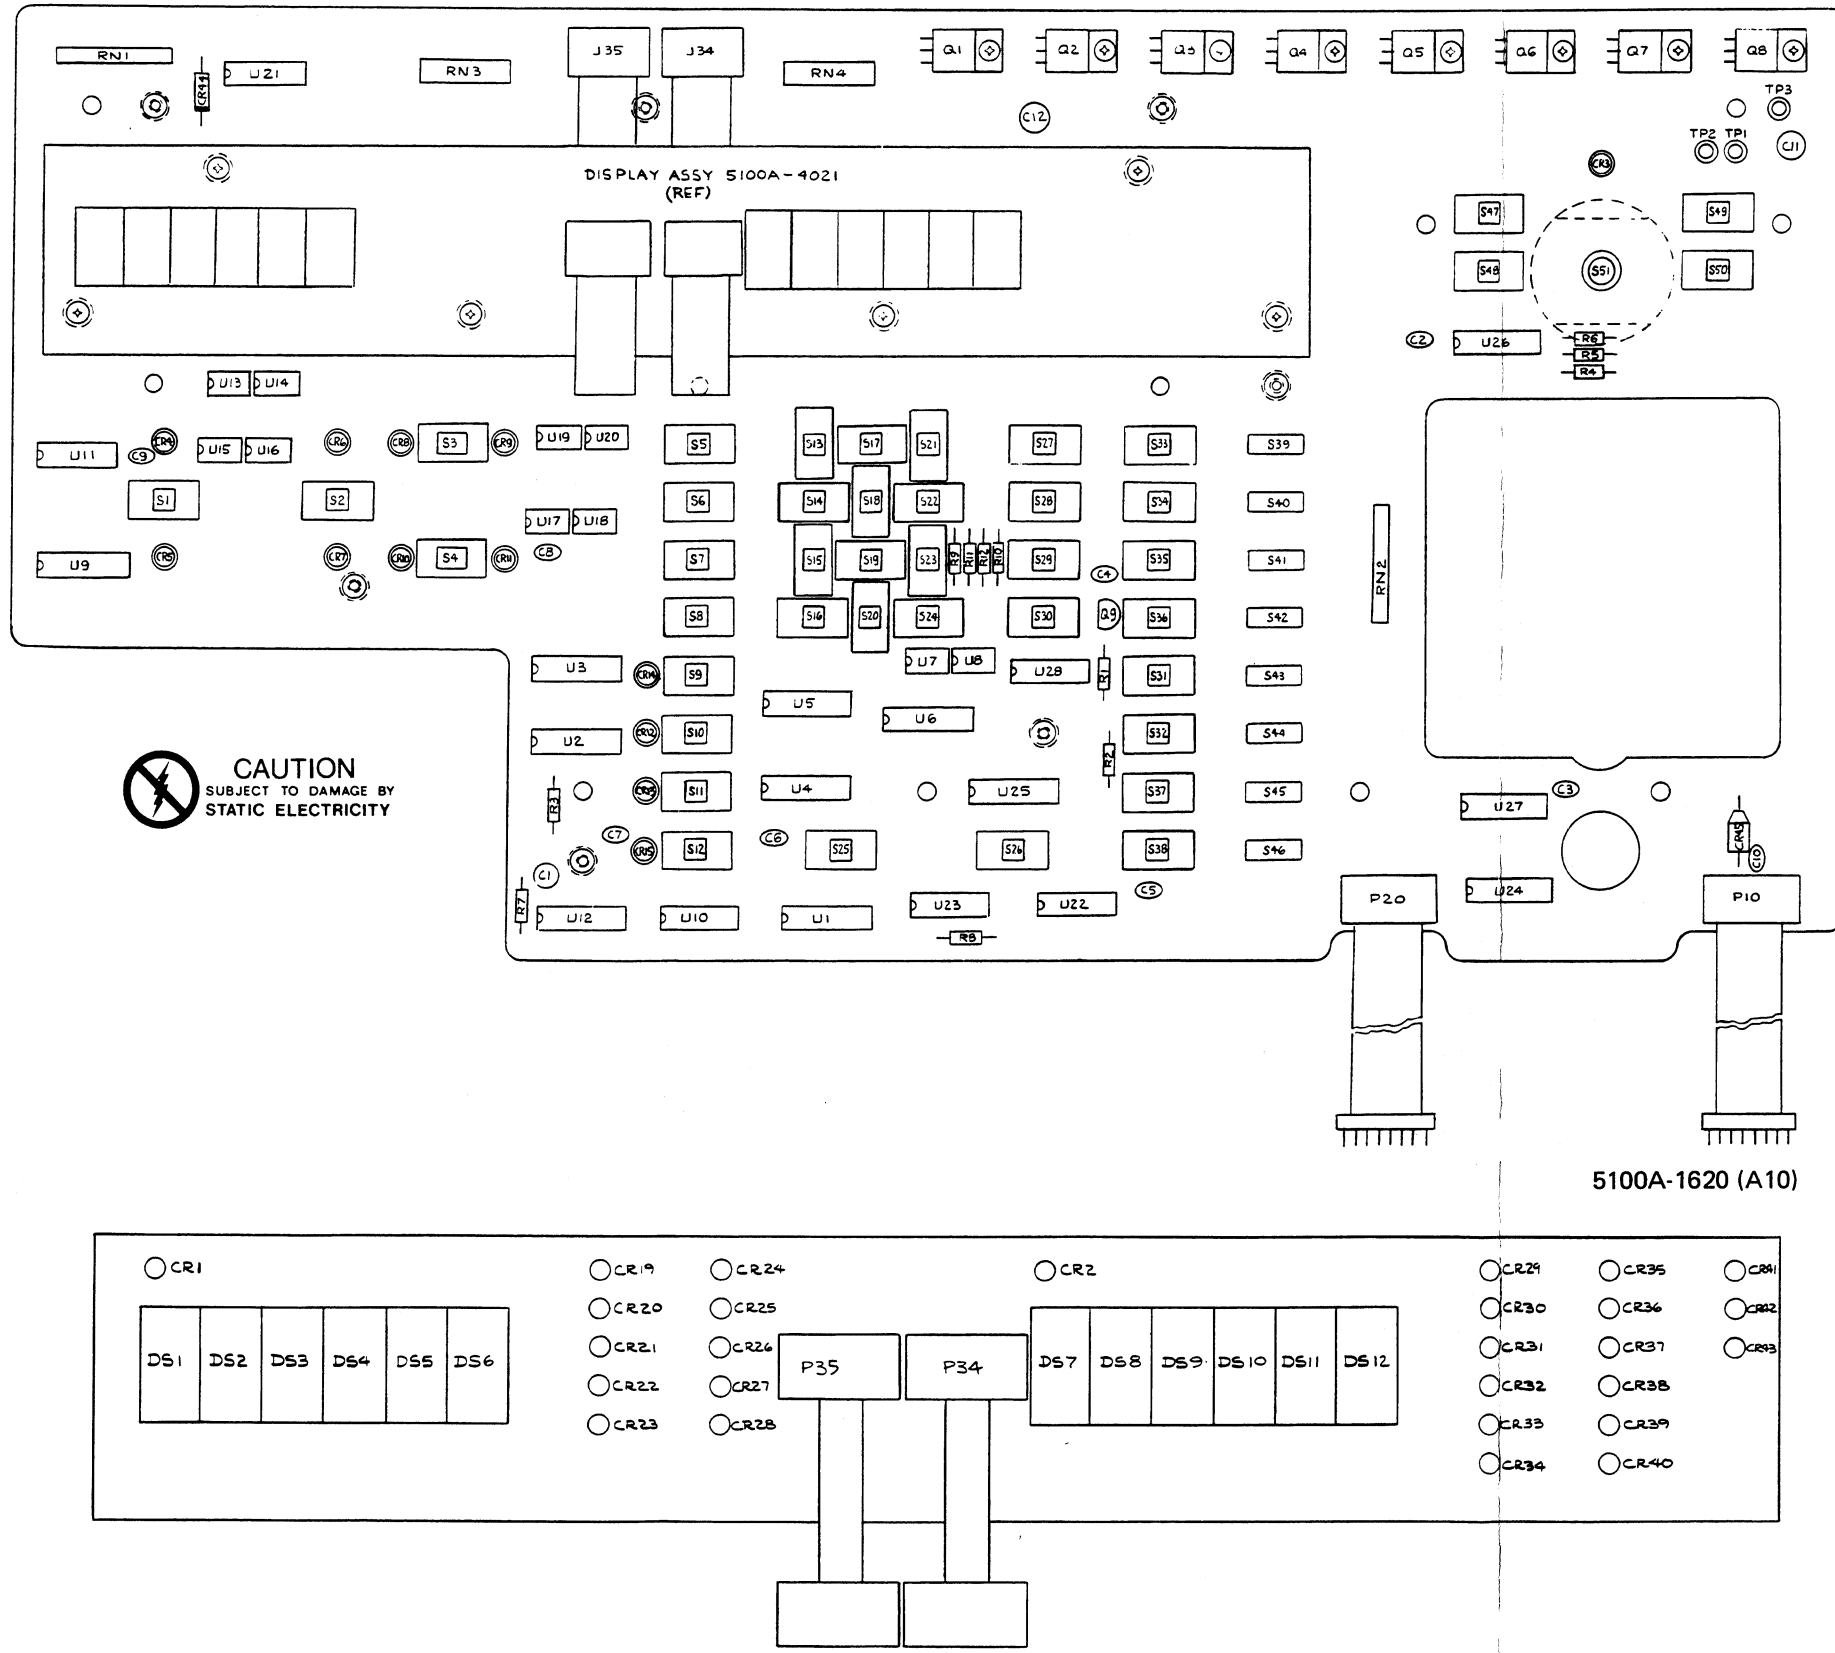 RN1 CR44 U21 RN3 J35 J34 RN4 Q1 Q2 Q3 Q4 Q5 Q6 Q7 Q8
TP3
C12
TP2 TP1 C11
CR3
DISPLAY ASSY 5100A-4021
(REF)
S47 S49
S48 S51 S50
C2 U26 R6
R5
R4
U13 U14
U11 C9 CR4 U15 U16 CR6 CR8 S3 CR9 U19 U20 S5 S13 S17 S21 S27 S33 S39
S1 S2 S6 S14 S18 S22 S28 S34 S40
U17 U18
U9 CR5 CR7 CR10 S4 CR11 C8 S7 S15 S19 S23 R9 R11 R12 R10 S29 C4 S35 S41 RN2
S8 S16 S20 S24 S30 Q9 S36 S42
U3 CR14 S9 U7 U8 U28 R1 S31 S43
U5 U6
U2 CR12 S10 R2 S32 S44
CAUTION
SUBJECT TO DAMAGE BY
STATIC ELECTRICITY
R3 CR13 S11 U4 U25 S37 S45 U27 C3
C7 CR15 S12 C6 S25 S26 S38 S46 CR45 C10
C1 C5 U24
R7 U12 U10 U1 U23 U22 P20 P10
R8
5100A-1620 (A10)
CR1 CR19 CR24 CR2 CR29 CR35 CR41
CR20 CR25 CR30 CR36 CR42
CR21 CR26 CR31 CR37 CR43
DS1 DS2 DS3 DS4 DS5 DS6 P35 P34 DS7 DS8 DS9 DS10 DS11 DS12
CR22 CR27 CR32 CR38
CR23 CR28 CR33 CR39
CR34 CR40